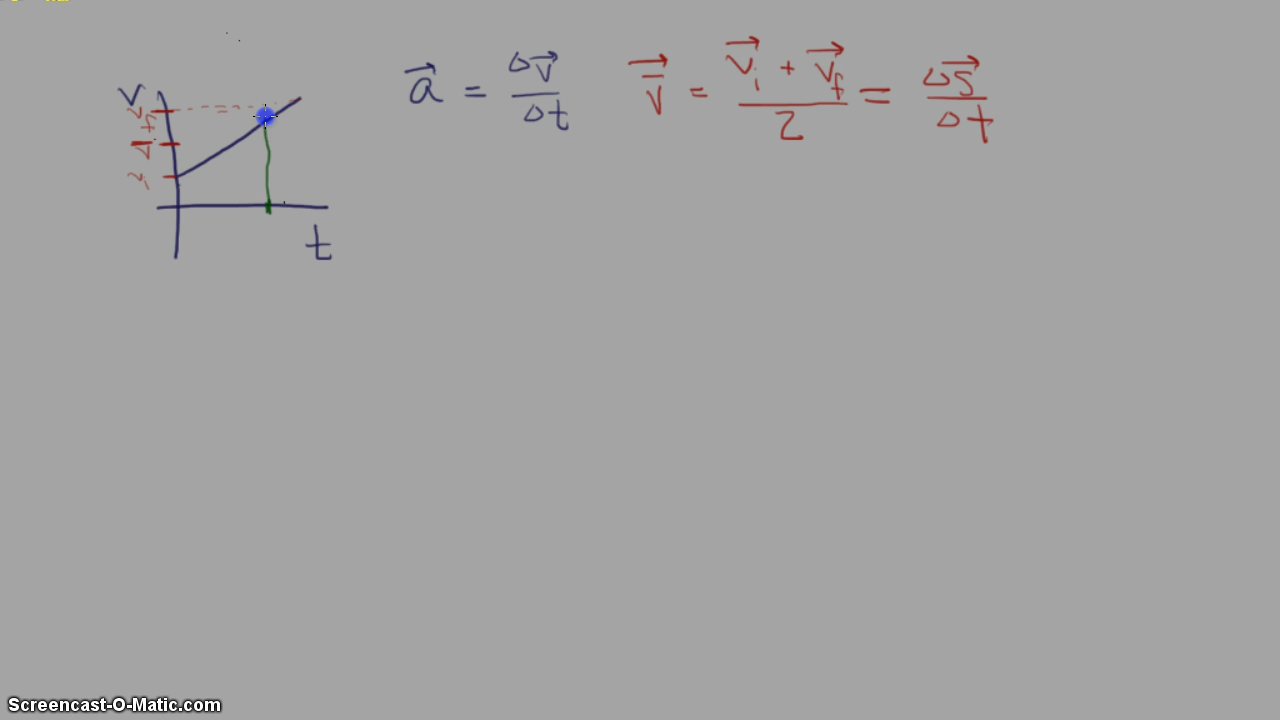 v
v_f
v̄
v_i
t
a⃗ = Δv⃗ / Δt
v̄⃗ = (v⃗_i + v⃗_f) / 2 = Δs⃗ / Δt
Screencast-O-Matic.com